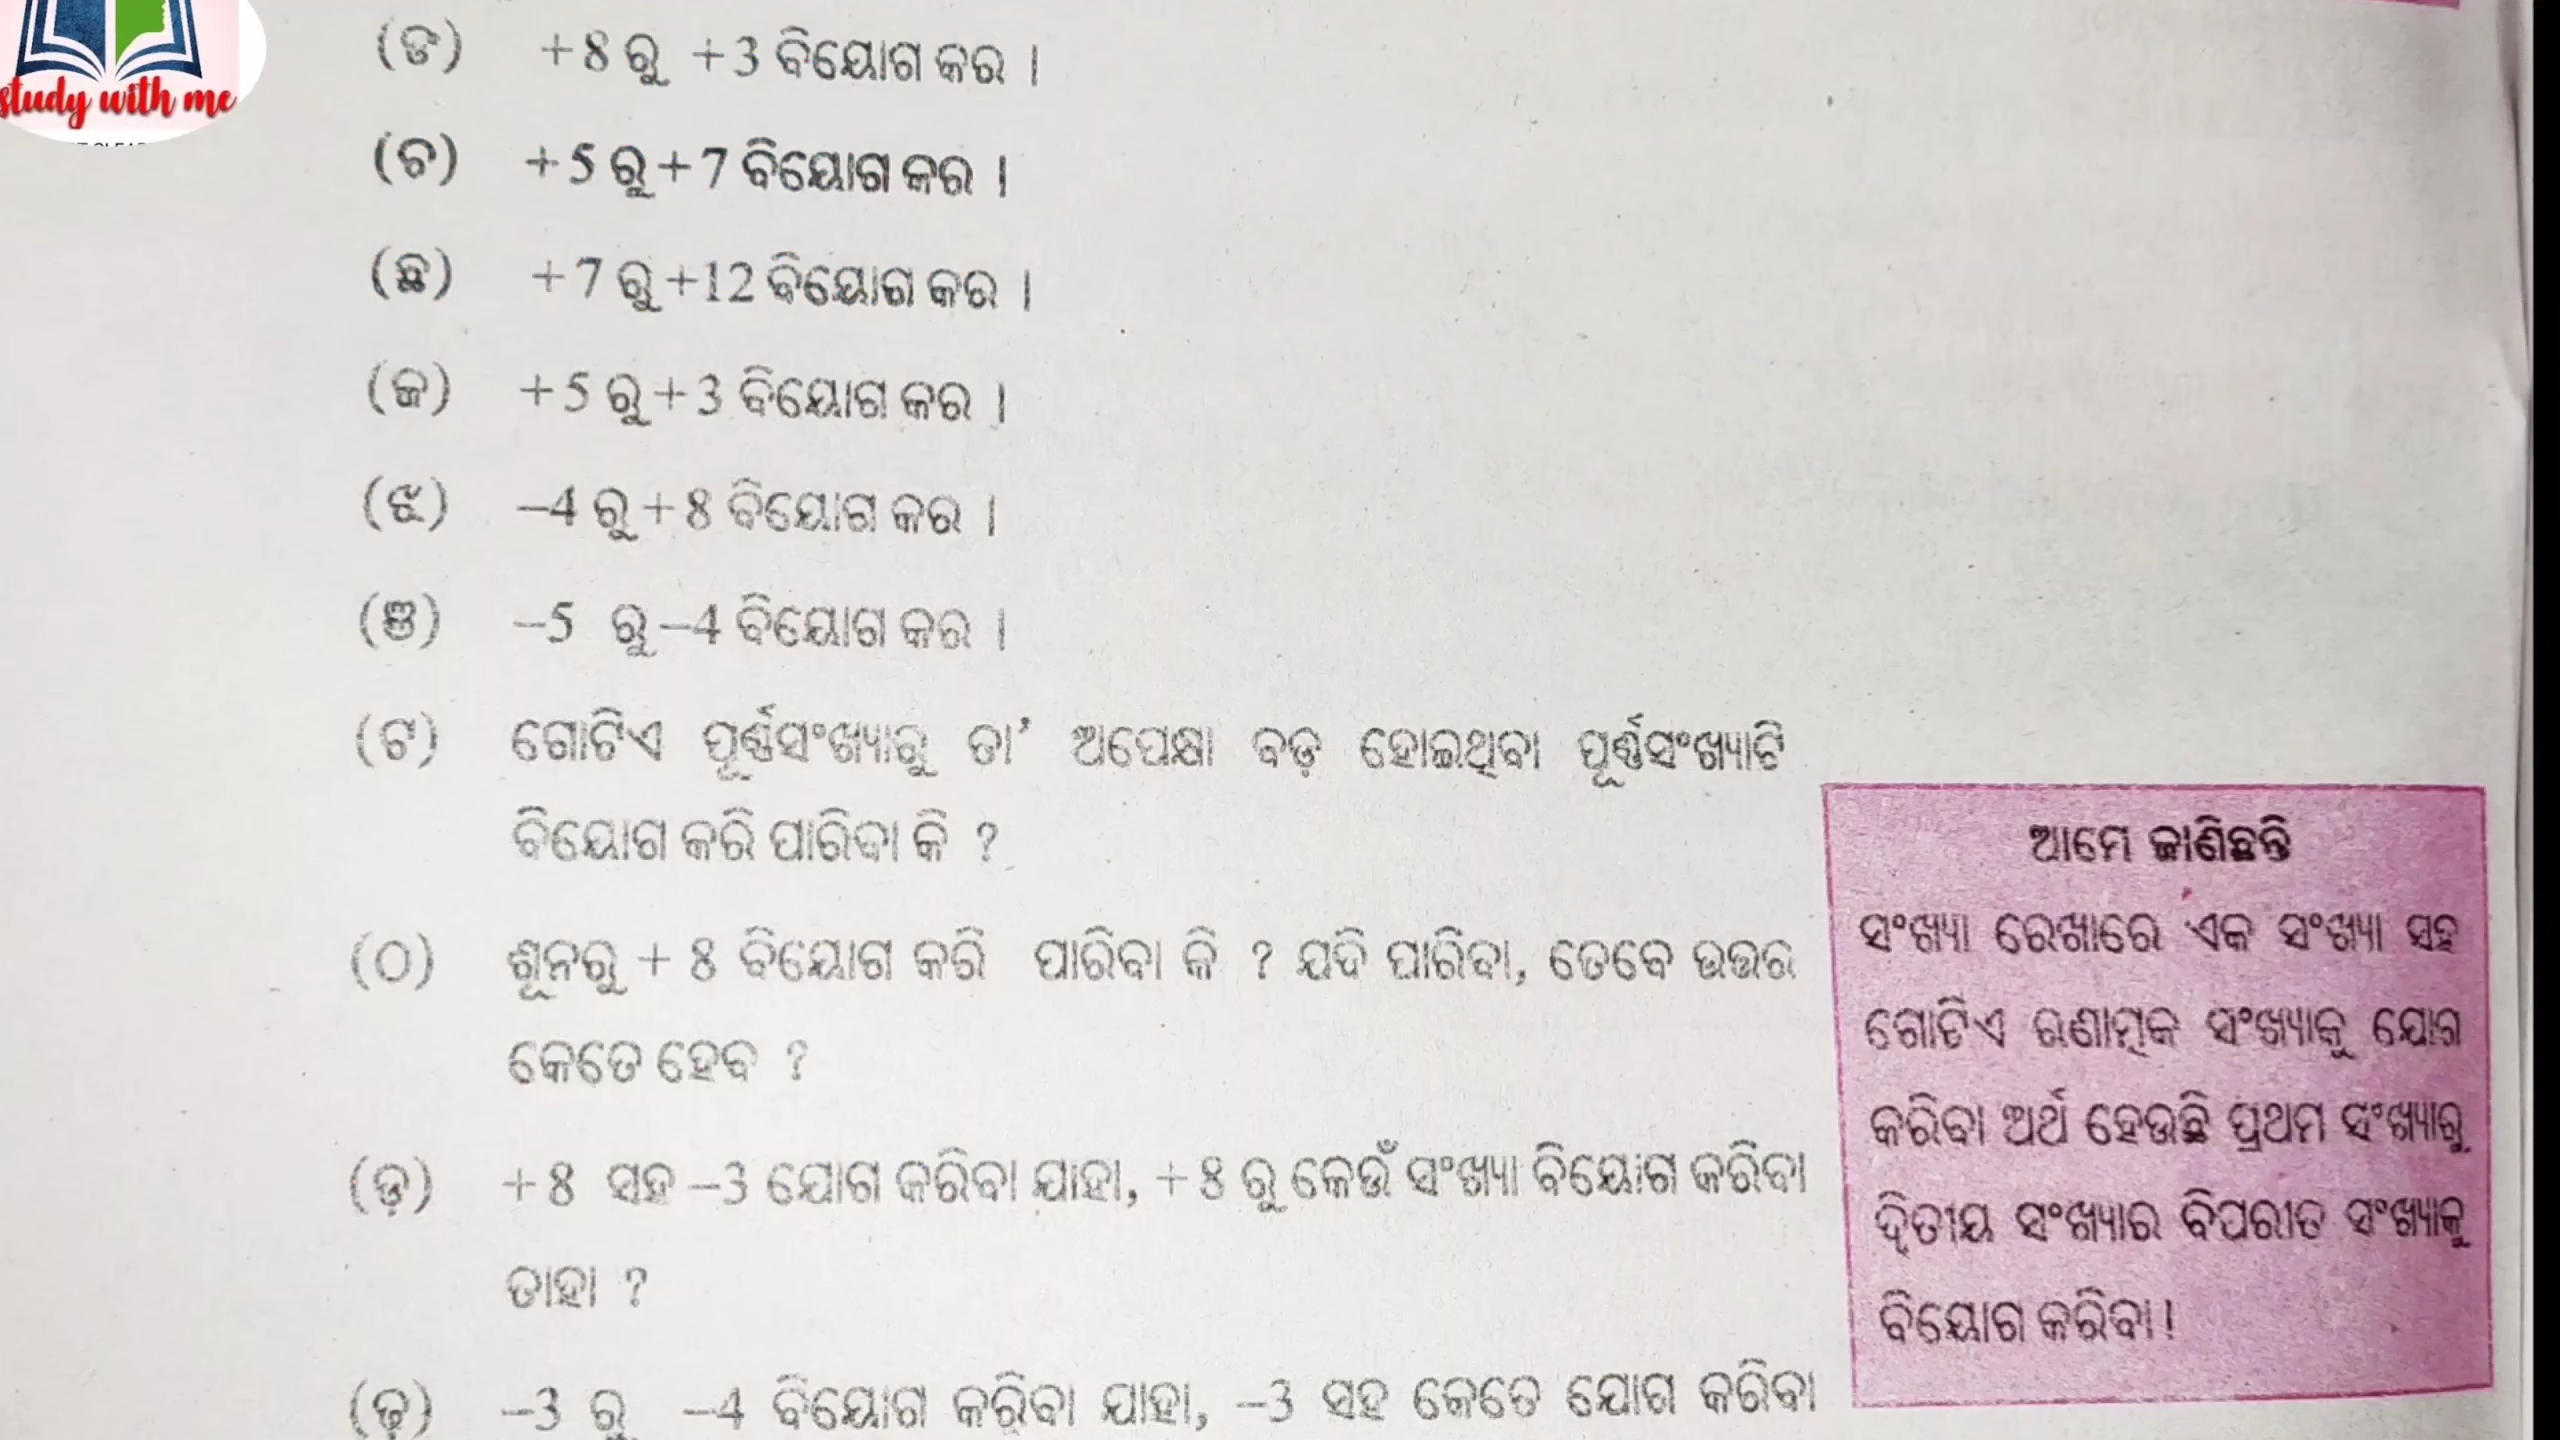 study with me
(ଙ) +8 ରୁ +3 ବିୟୋଗ କର ।
(ଚ) +5 ରୁ +7 ବିୟୋଗ କର ।
(ଛ) +7 ରୁ +12 ବିୟୋଗ କର ।
(ଜ) +5 ରୁ +3 ବିୟୋଗ କର ।
(ଝ) –4 ରୁ +8 ବିୟୋଗ କର ।
(ଞ) –5 ରୁ –4 ବିୟୋଗ କର ।
(ଟ) ଗୋଟିଏ ପୂର୍ଣ୍ଣସଂଖ୍ୟାରୁ ତା’ ଅପେକ୍ଷା ବଡ଼ ହୋଇଥିବା ପୂର୍ଣ୍ଣସଂଖ୍ୟାଟି
ବିୟୋଗ କରି ପାରିବା କି ?
(ଠ) ଶୂନରୁ + 8 ବିୟୋଗ କରି ପାରିବା କି ? ଯଦି ପାରିବା, ତେବେ ଉତ୍ତର
କେତେ ହେବ ?
(ଡ଼) +8 ସହ –3 ଯୋଗ କରିବା ଯାହା, +8 ରୁ କେଉଁ ସଂଖ୍ୟା ବିୟୋଗ କରିବା
ତାହା ?
(ଢ଼) –3 ରୁ –4 ବିୟୋଗ କରିବା ଯାହା, –3 ସହ କେତେ ଯୋଗ କରିବା
ଆମେ ଜାଣିଛନ୍ତି
ସଂଖ୍ୟା ରେଖାରେ ଏକ ସଂଖ୍ୟା ସହ
ଗୋଟିଏ ଋଣାତ୍ମକ ସଂଖ୍ୟାକୁ ଯୋଗ
କରିବା ଅର୍ଥ ହେଉଛି ପ୍ରଥମ ସଂଖ୍ୟାରୁ
ଦ୍ୱିତୀୟ ସଂଖ୍ୟାର ବିପରୀତ ସଂଖ୍ୟାକୁ
ବିୟୋଗ କରିବା!